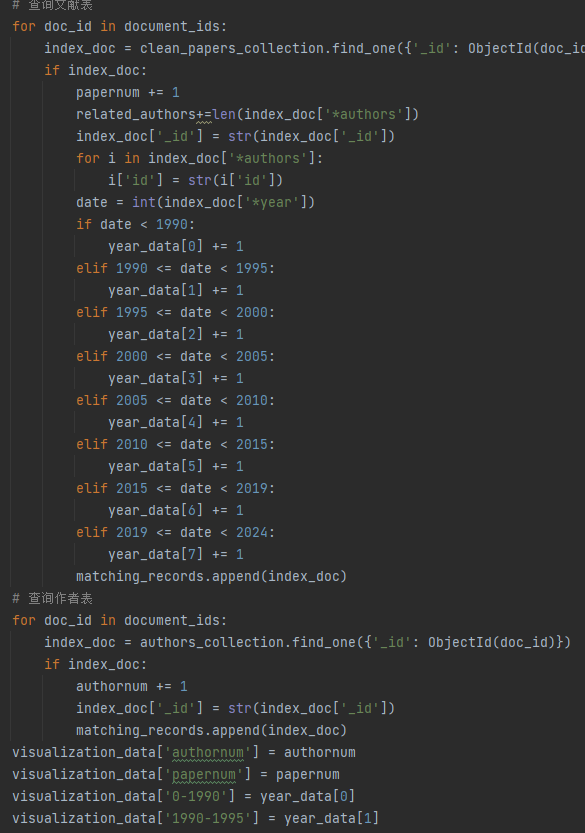 # 查询文献表
for doc_id in document_ids:
    index_doc = clean_papers_collection.find_one({'_id': ObjectId(doc_id
    if index_doc:
        papernum += 1
        related_authors+=len(index_doc['*authors'])
        index_doc['_id'] = str(index_doc['_id'])
        for i in index_doc['*authors']:
            i['id'] = str(i['id'])
        date = int(index_doc['*year'])
        if date < 1990:
            year_data[0] += 1
        elif 1990 <= date < 1995:
            year_data[1] += 1
        elif 1995 <= date < 2000:
            year_data[2] += 1
        elif 2000 <= date < 2005:
            year_data[3] += 1
        elif 2005 <= date < 2010:
            year_data[4] += 1
        elif 2010 <= date < 2015:
            year_data[5] += 1
        elif 2015 <= date < 2019:
            year_data[6] += 1
        elif 2019 <= date < 2024:
            year_data[7] += 1
        matching_records.append(index_doc)
# 查询作者表
for doc_id in document_ids:
    index_doc = authors_collection.find_one({'_id': ObjectId(doc_id)})
    if index_doc:
        authornum += 1
        index_doc['_id'] = str(index_doc['_id'])
        matching_records.append(index_doc)
visualization_data['authornum'] = authornum
visualization_data['papernum'] = papernum
visualization_data['0-1990'] = year_data[0]
visualization_data['1990-1995'] = year_data[1]